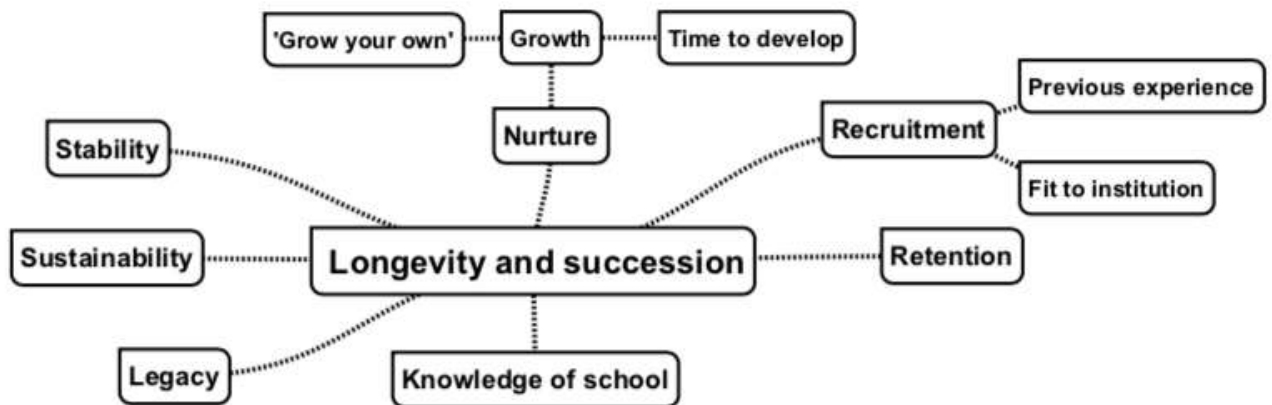 'Grow your own'
Growth
Time to develop
Previous experience
Nurture
Recruitment
Stability
Fit to institution
Sustainability
Longevity and succession
Retention
Legacy
Knowledge of school